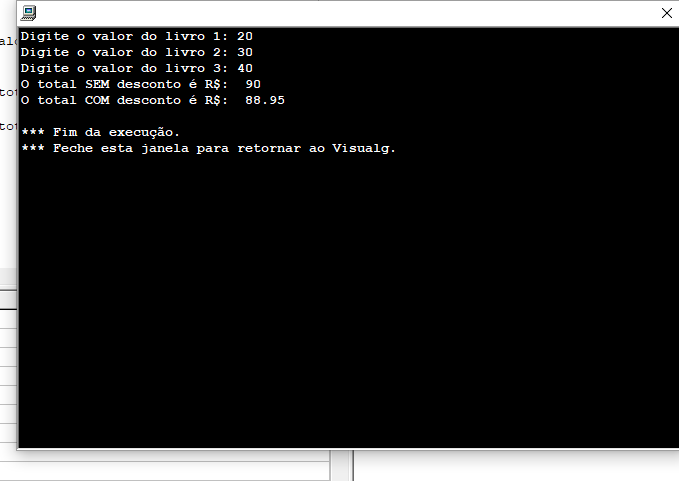 Digite o valor do livro 1: 20
Digite o valor do livro 2: 30
Digite o valor do livro 3: 40
O total SEM desconto é R$:  90
O total COM desconto é R$:  88.95
*** Fim da execução.
*** Feche esta janela para retornar ao Visualg.